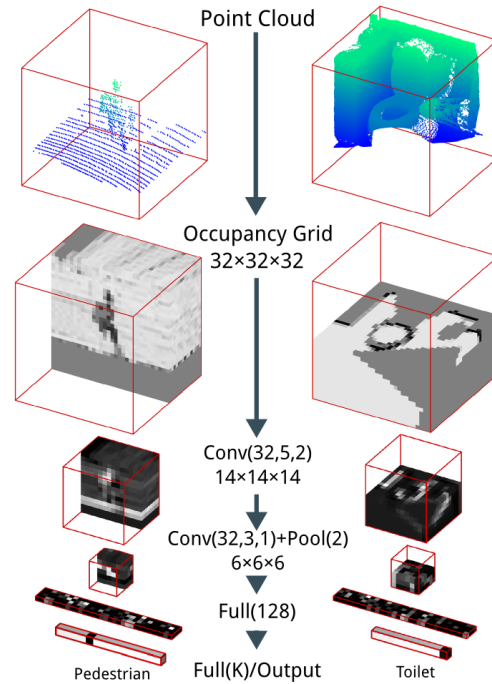 Point Cloud
Occupancy Grid
32×32×32
Conv(32,5,2)
14×14×14
Conv(32,3,1)+Pool(2)
6×6×6
Full(128)
Pedestrian
Full(K)/Output
Toilet